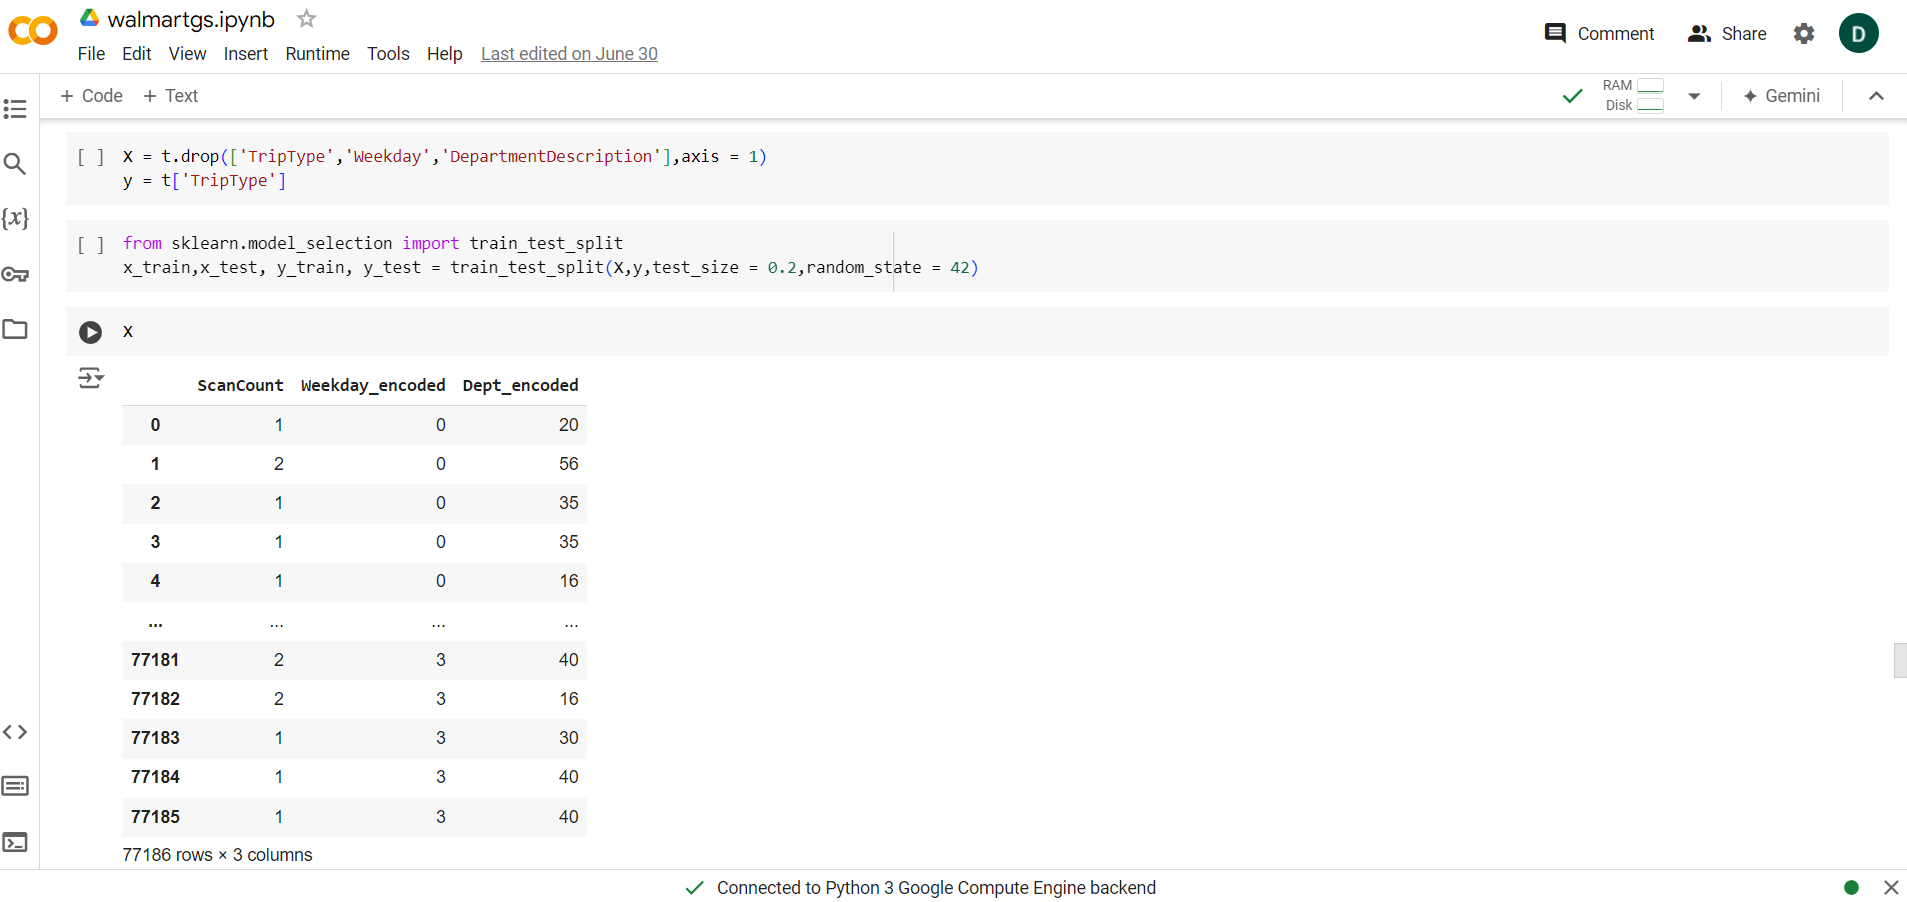 walmartgs.ipynb
File Edit View Insert Runtime Tools Help Last edited on June 30
Comment Share D
+ Code + Text
RAM
Disk
Gemini
[ ] X = t.drop(['TripType','Weekday','DepartmentDescription'],axis = 1)
y = t['TripType']
[ ] from sklearn.model_selection import train_test_split
x_train,x_test, y_train, y_test = train_test_split(X,y,test_size = 0.2,random_state = 42)
{x}
X
ScanCount Weekday_encoded Dept_encoded
0 1 0 20
1 2 0 56
2 1 0 35
3 1 0 35
4 1 0 16
... ... ... ...
77181 2 3 40
77182 2 3 16
77183 1 3 30
77184 1 3 40
77185 1 3 40
77186 rows × 3 columns
Connected to Python 3 Google Compute Engine backend